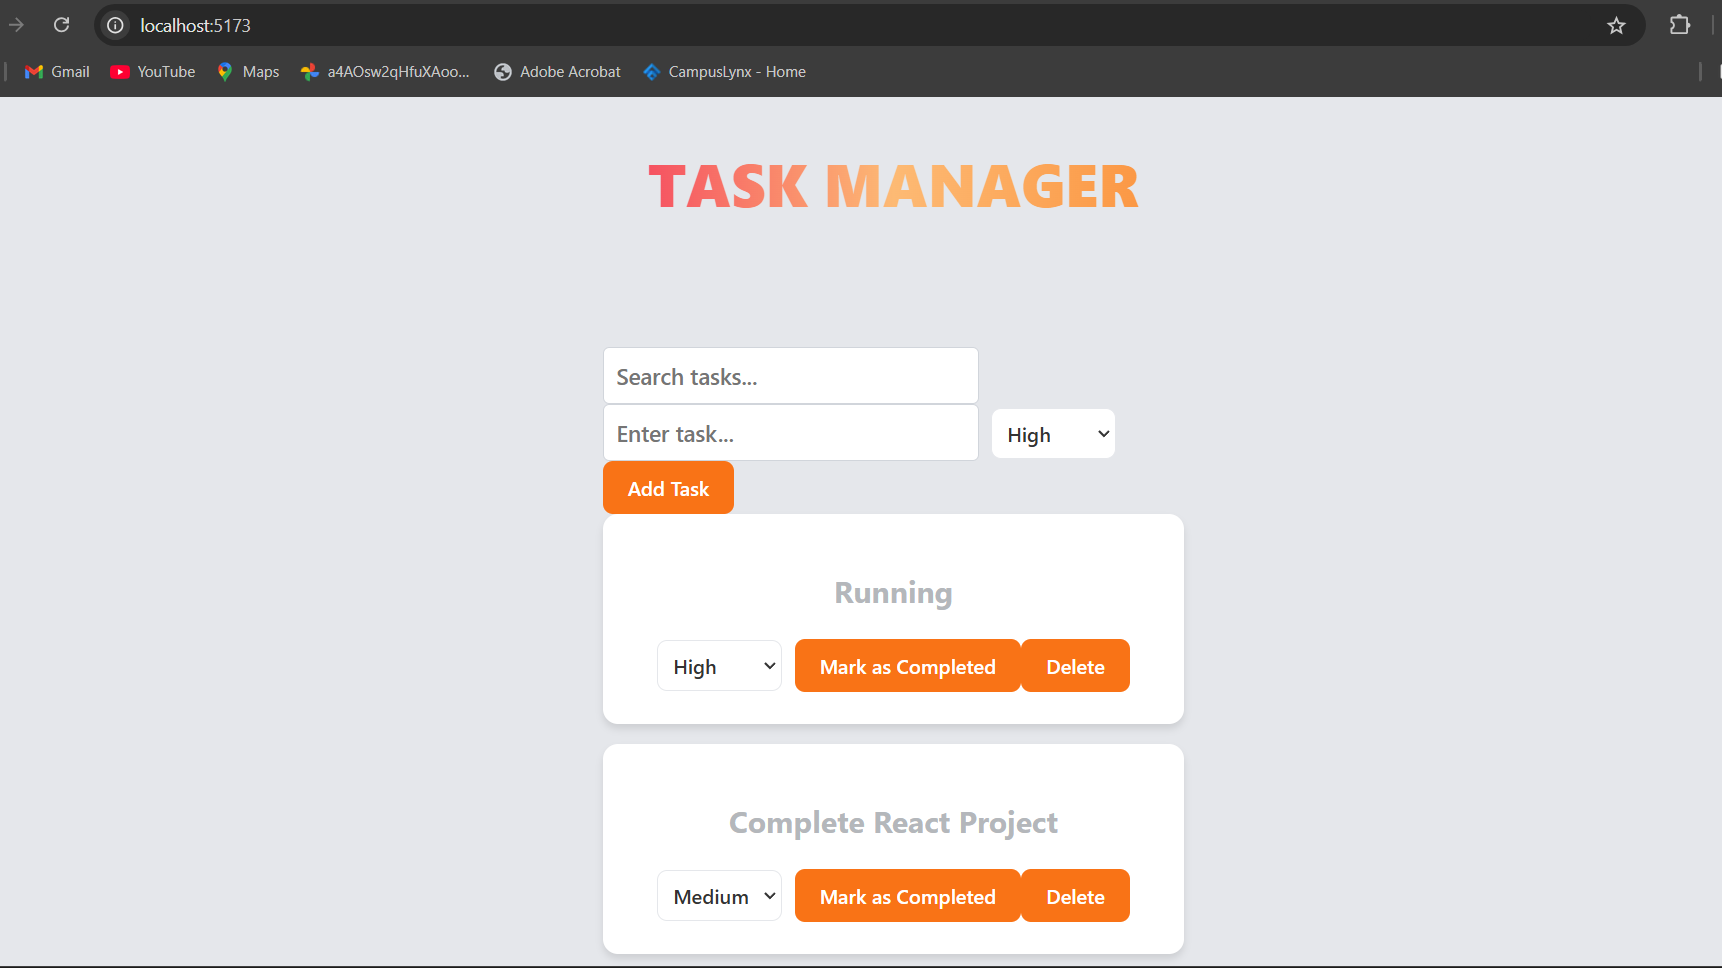 localhost:5173
Gmail YouTube Maps a4AOsw2qHfuXAoo... Adobe Acrobat CampusLynx - Home
TASK MANAGER
Search tasks...
Enter task... High
Add Task
Running
High Mark as Completed Delete
Complete React Project
Medium Mark as Completed Delete